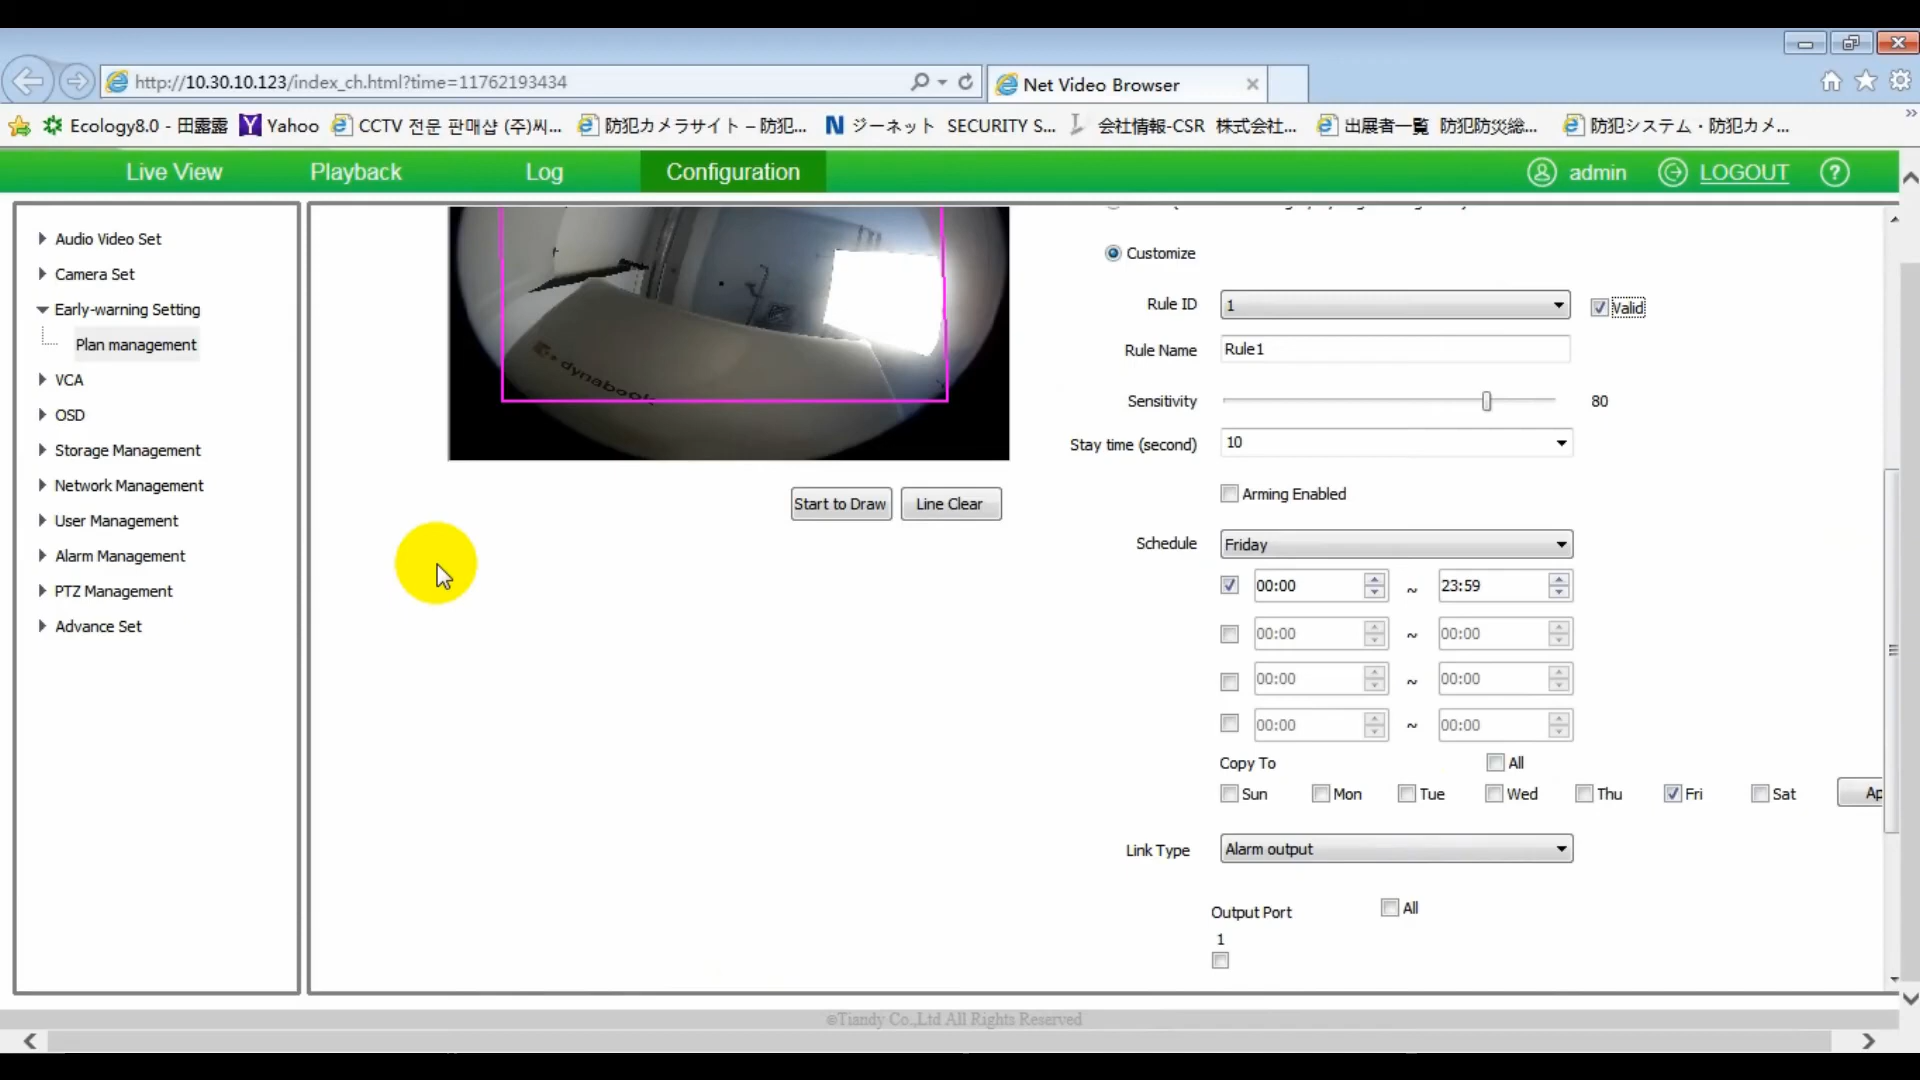 http://10.30.10.123/index_ch.html?time=11762193434
Net Video Browser
Ecology8.0 - 田露露
Yahoo
CCTV 전문 판매샵 (주)씨...
防犯カメラサイト – 防犯...
ジーネット SECURITY S...
会社情報-CSR 株式会社...
出展者一覧 防犯防災総...
防犯システム・防犯カメ...
Live View
Playback
Log
Configuration
admin
LOGOUT
?
Audio Video Set
Camera Set
Early-warning Setting
Plan management
VCA
OSD
Storage Management
Network Management
User Management
Alarm Management
PTZ Management
Advance Set
dynabook
Start to Draw
Line Clear
Customize
Rule ID 1 Valid
Rule Name Rule1
Sensitivity 80
Stay time (second) 10
Arming Enabled
Schedule Friday
00:00 ~ 23:59
00:00 ~ 00:00
00:00 ~ 00:00
00:00 ~ 00:00
Copy To All
Sun Mon Tue Wed Thu Fri Sat Ap
Link Type Alarm output
Output Port All
1
©Tiandy Co.,Ltd All Rights Reserved